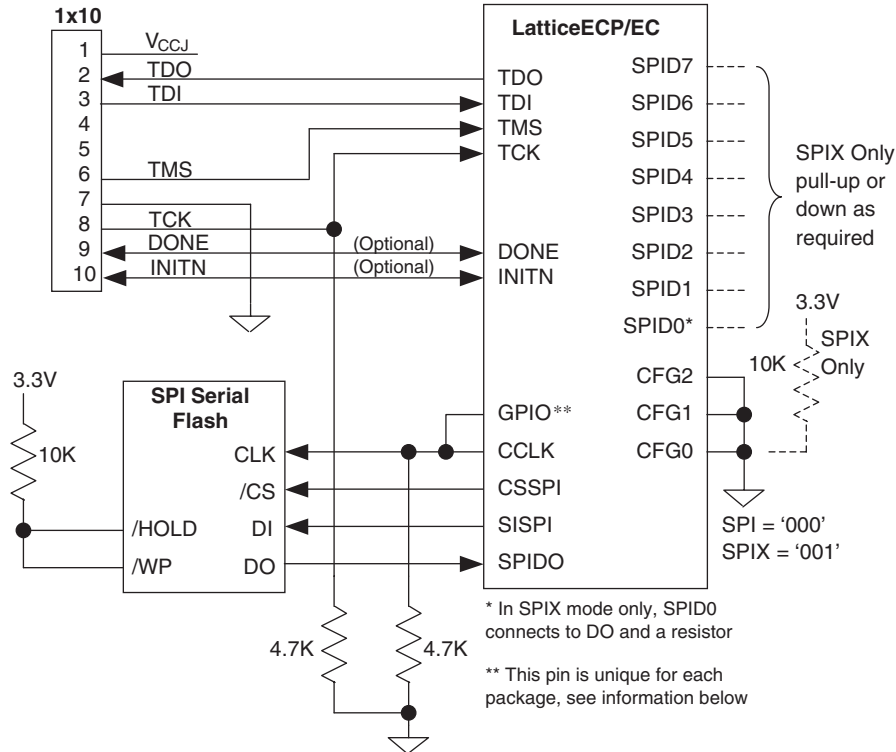 1x10
1 VCCJ
2 TDO
3 TDI
4
5
6 TMS
7
8 TCK
9 DONE (Optional)
10 INITN (Optional)
LatticeECP/EC
TDO
TDI
TMS
TCK
DONE
INITN
GPIO**
CCLK
CSSPI
SISPI
SPIDO
SPID7
SPID6
SPID5
SPID4
SPID3
SPID2
SPID1
SPID0*
CFG2
CFG1
CFG0
SPIX Only
pull-up or
down as
required
3.3V
10K
SPIX
Only
SPI = ‘000’
SPIX = ‘001’
3.3V
10K
SPI Serial
Flash
CLK
/CS
/HOLD DI
/WP DO
4.7K
4.7K
* In SPIX mode only, SPID0
connects to DO and a resistor
** This pin is unique for each
package, see information below